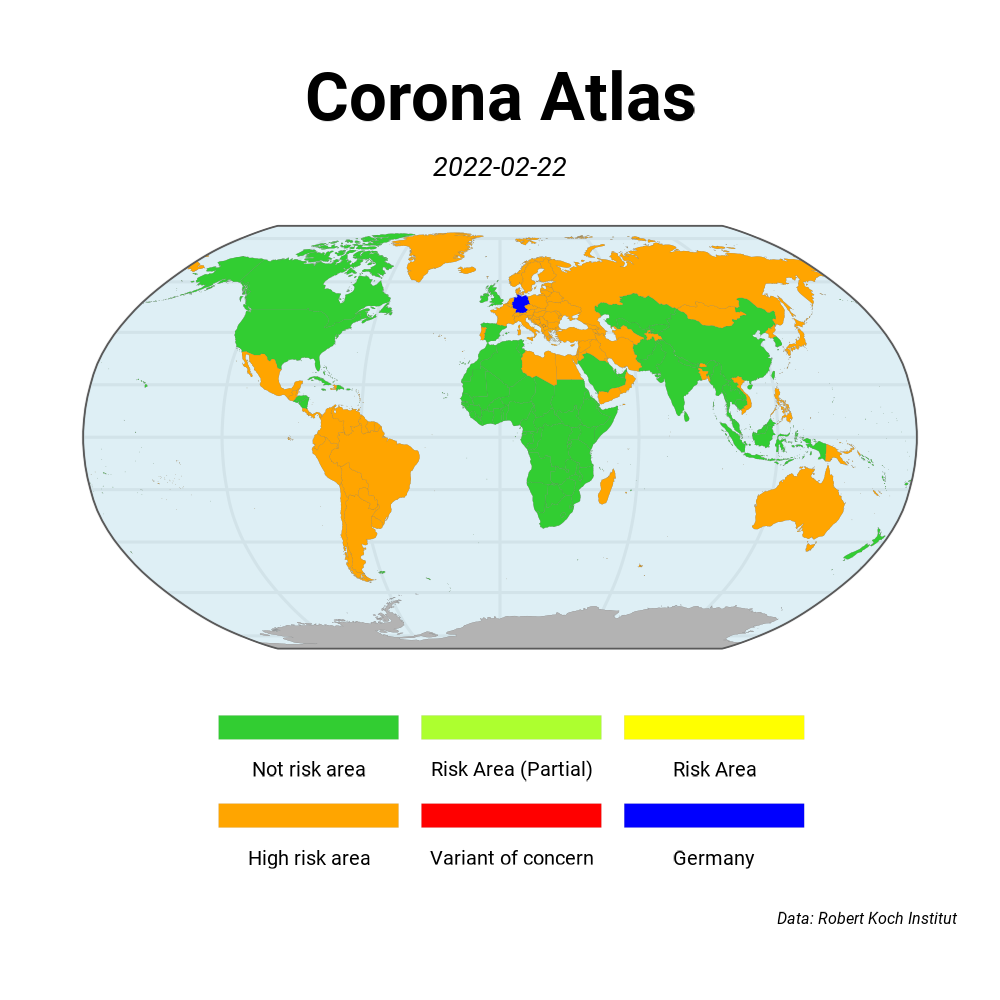 Corona Atlas
2022-02-22
Not risk area
Risk Area (Partial)
Risk Area
High risk area
Variant of concern
Germany
Data: Robert Koch Institut